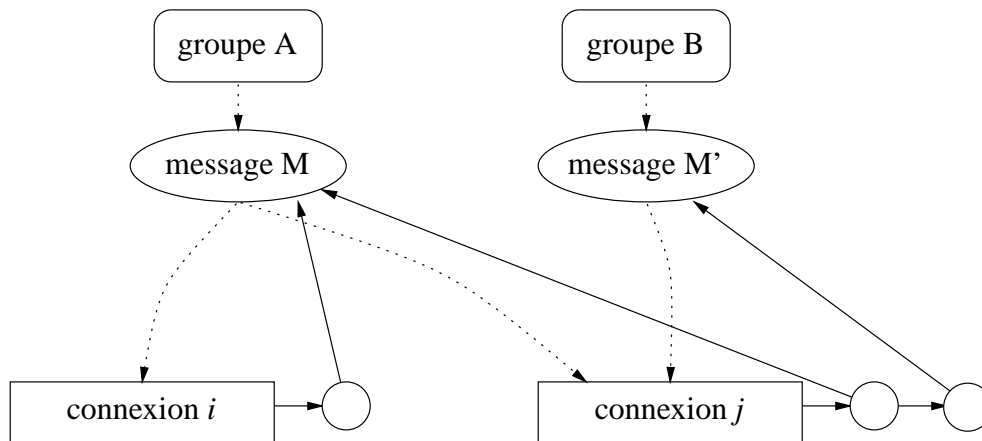 groupe A
groupe B
message M
message M’
connexion i
connexion j